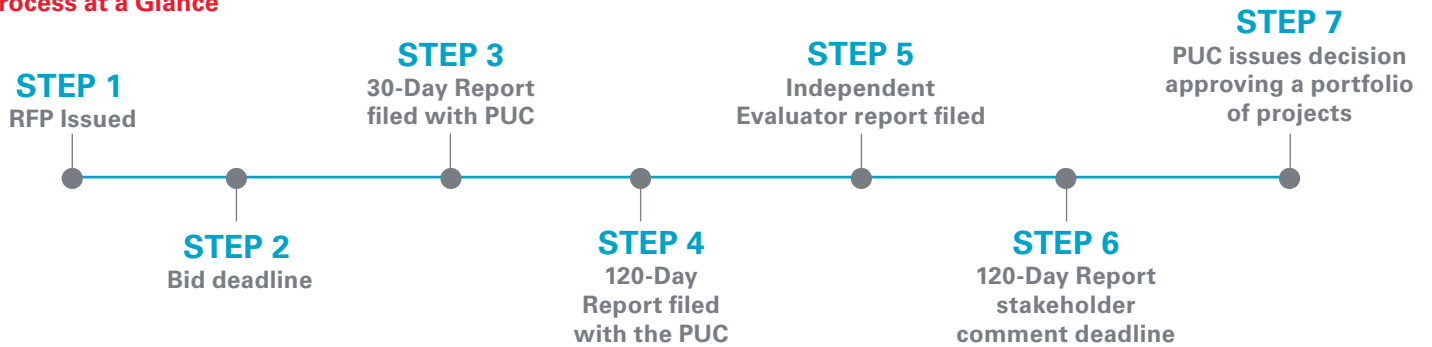 rocess at a Glance
STEP 1
RFP Issued
STEP 2
Bid deadline
STEP 3
30-Day Report
filed with PUC
STEP 4
120-Day
Report filed
with the PUC
STEP 5
Independent
Evaluator report filed
STEP 6
120-Day Report
stakeholder
comment deadline
STEP 7
PUC issues decision
approving a portfolio
of projects